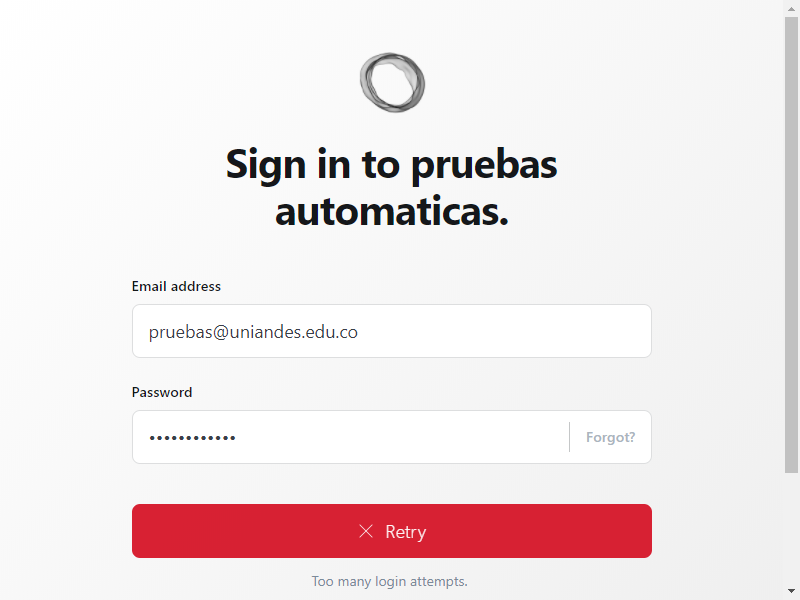 Sign in to pruebas
automaticas.
Email address
pruebas@uniandes.edu.co
Password
••••••••••••
Forgot?
Retry
Too many login attempts.